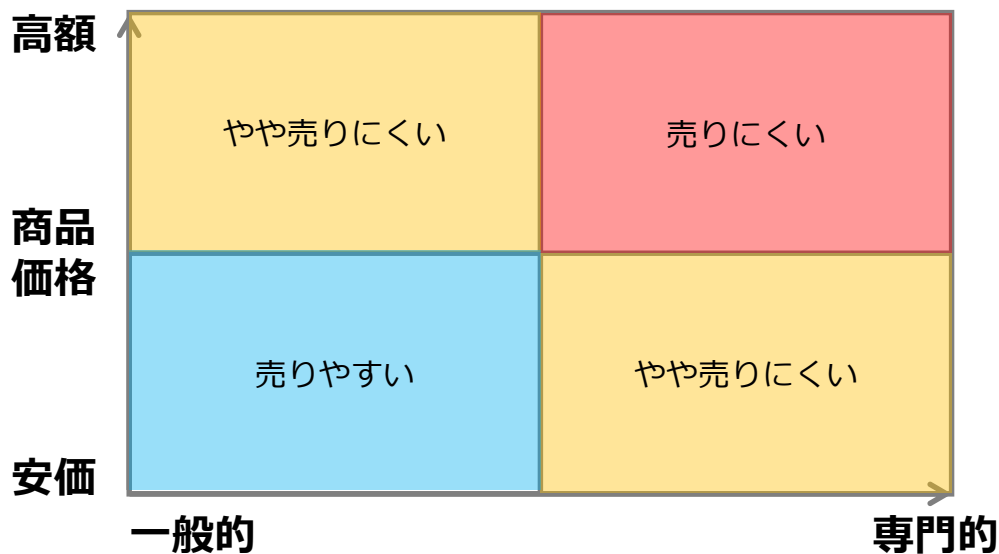 高額
やや売りにくい
売りにくい
商品
価格
売りやすい
やや売りにくい
安価
一般的
専門的